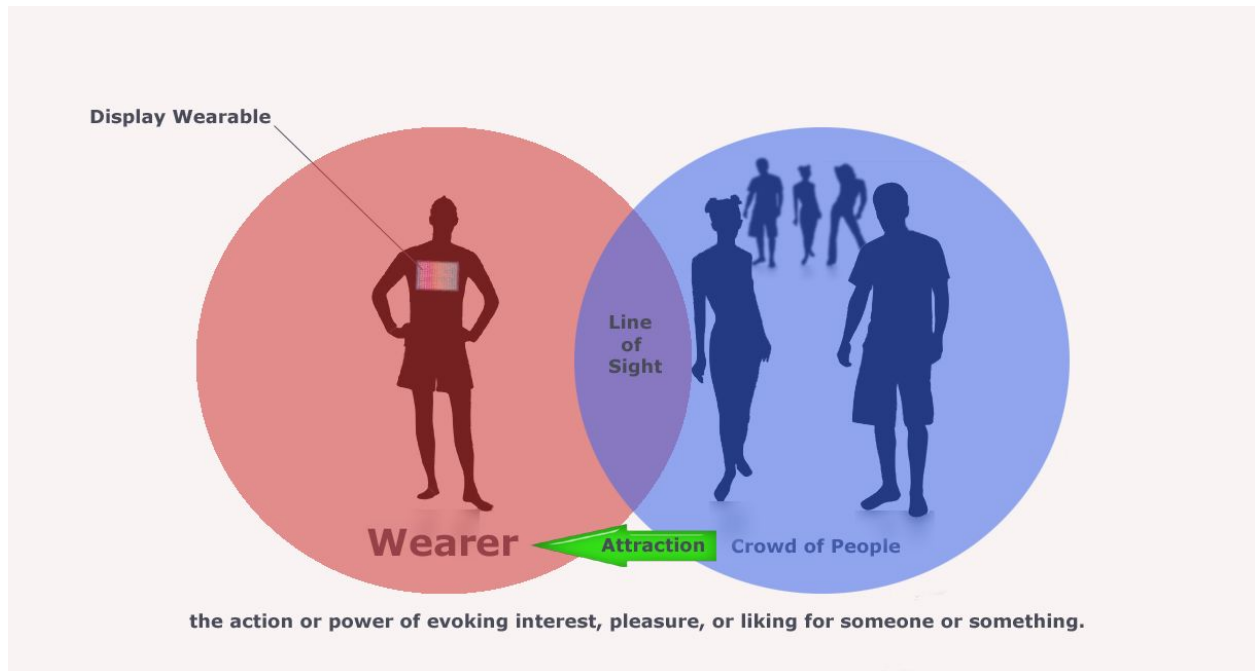 Display Wearable
Line
of
Sight
Wearer
Attraction
Crowd of People
the action or power of evoking interest, pleasure, or liking for someone or something.